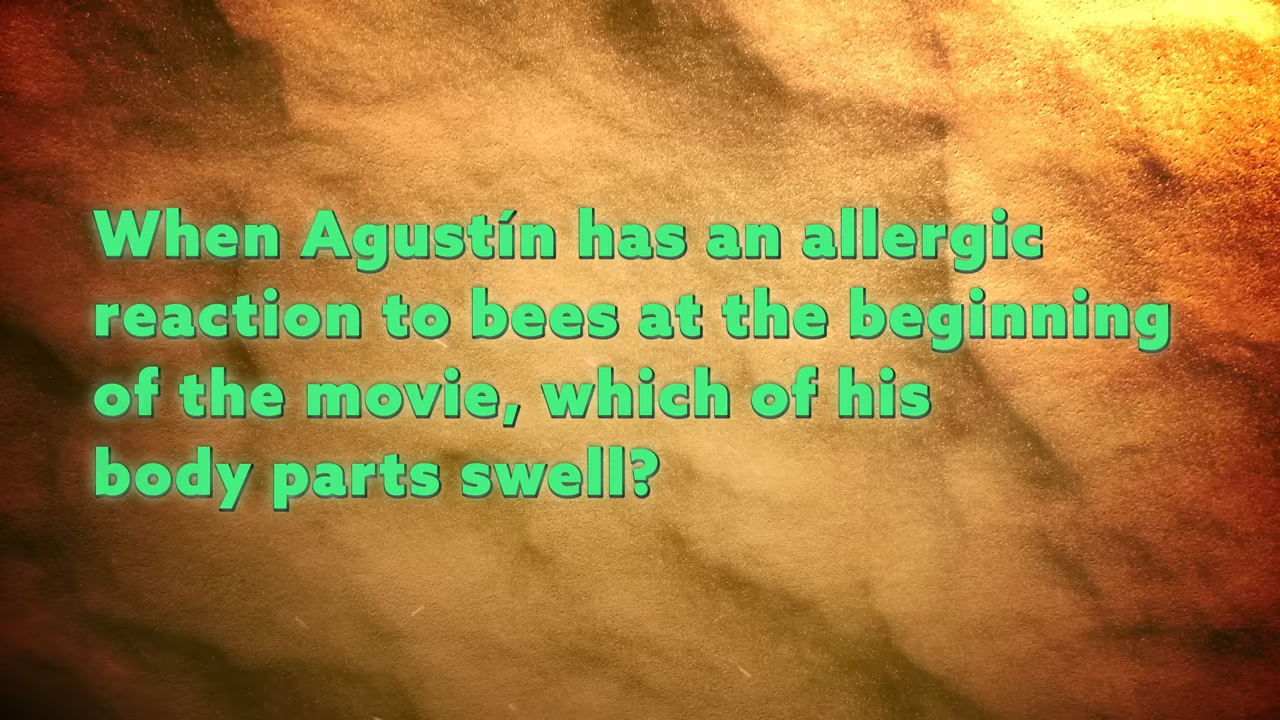 When Agustín has an allergic
reaction to bees at the beginning
of the movie, which of his
body parts swell?